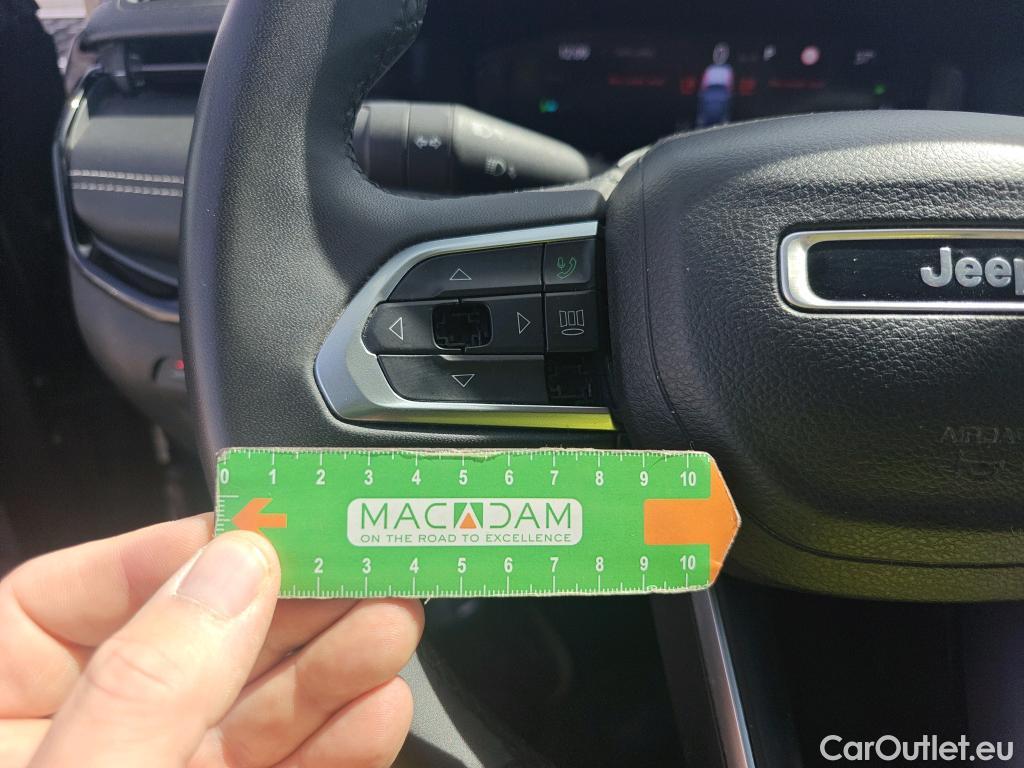 Jeep
0 1 2 3 4 5 6 7 8 9 10
MACADAM
ON THE ROAD TO EXCELLENCE
2 3 4 5 6 7 8 9 10
CarOutlet.eu